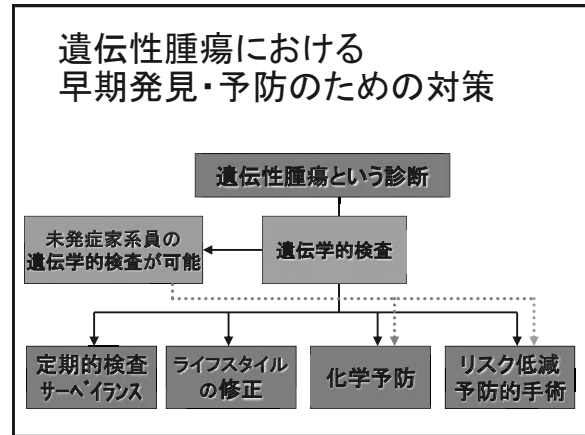 遺伝性腫瘍における
早期発見・予防のための対策
遺伝性腫瘍という診断
未発症家系員の
遺伝学的検査が可能
遺伝学的検査
定期的検査
サーベイランス
ライフスタイル
の修正
化学予防
リスク低減
予防的手術